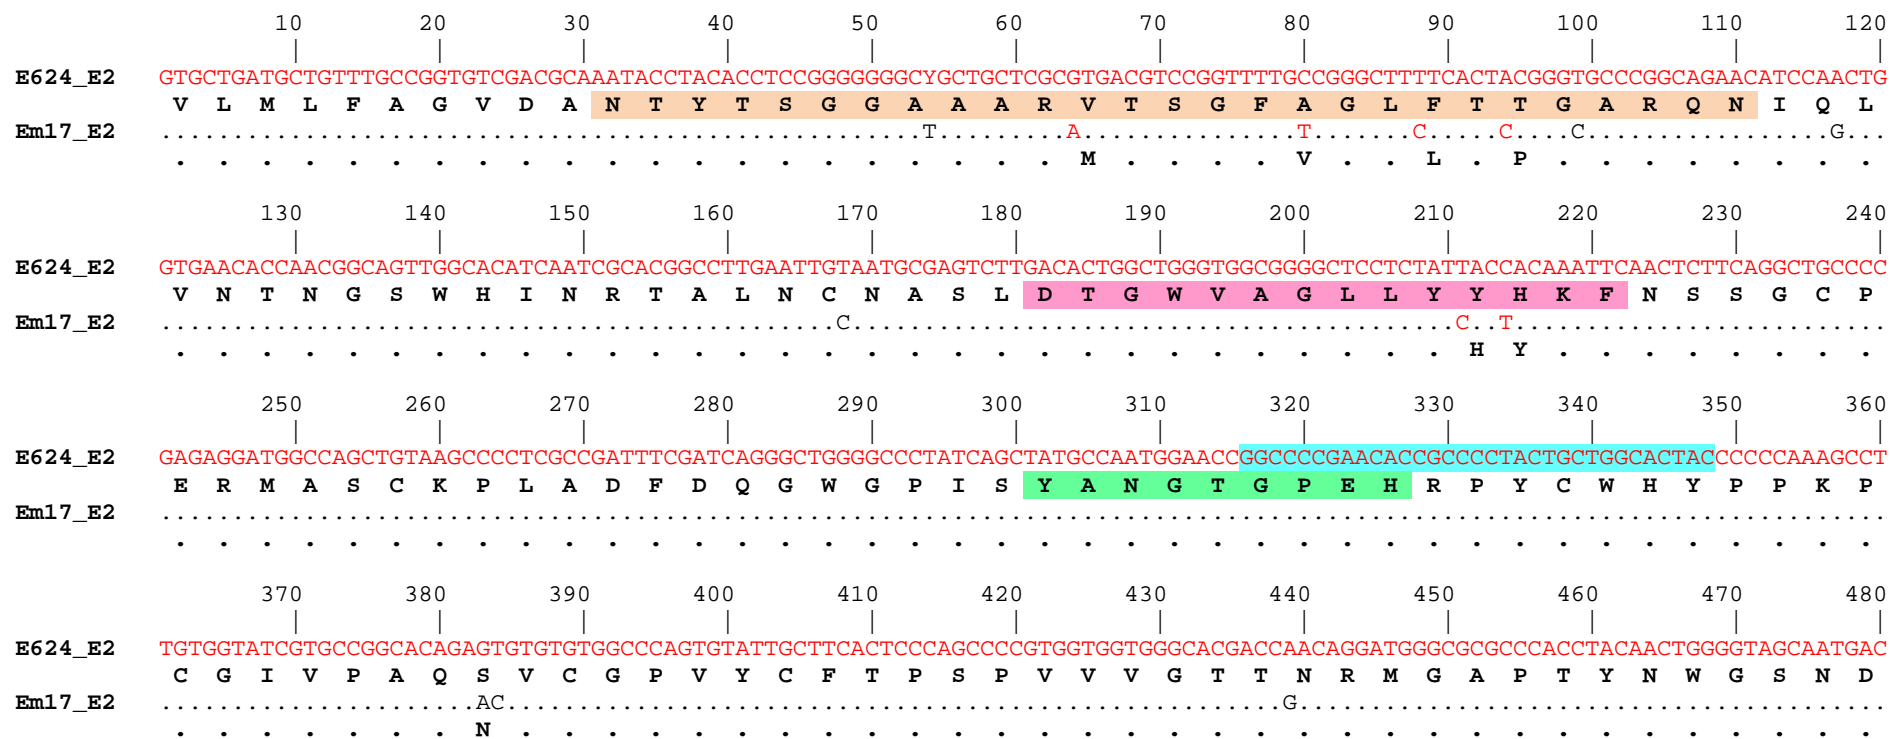 10 20 30 40 50 60 70 80 90 100 110 120
| | | | | | | | | | | |
E624_E2 GTGCTGATGCTGTTTGCCGGTGTCGACGCAAATACCTACACCTCCGGGGGGGCYGCTGCTCGCGTGACGTCCGGTTTTGCCGGGCTTTTCACTACGGGTGCCCGGCAGAACATCCAACTG
V L M L F A G V D A N T Y T S G G A A A R V T S G F A G L F T T G A R Q N I Q L
Em17_E2 .....................................................T.........A...............T.......C.....C....C.................G...
. . . . . . . . . . . . . . . . . . . . . M . . . . V . . L . P . . . . . . . .
130 140 150 160 170 180 190 200 210 220 230 240
| | | | | | | | | | | |
E624_E2 GTGAACACCAACGGCAGTTGGCACATCAATCGCACGGCCTTGAATTGTAATGCGAGTCTTGACACTGGCTGGGTGGCGGGGCTCCTCTATTACCACAAATTCAACTCTTCAGGCTGCCCC
V N T N G S W H I N R T A L N C N A S L D T G W V A G L L Y Y H K F N S S G C P
Em17_E2 ...............................................C..........................................C..T..........................
. . . . . . . . . . . . . . . . . . . . . . . . . . . . . . H Y . . . . . . . .
250 260 270 280 290 300 310 320 330 340 350 360
| | | | | | | | | | | |
E624_E2 GAGAGGATGGCCAGCTGTAAGCCCCTCGCCGATTTCGATCAGGGCTGGGGCCCTATCAGCTATGCCAATGGAACCGGCCCCGAACACCGCCCCTACTGCTGGCACTACCCCCCAAAGCCT
E R M A S C K P L A D F D Q G W G P I S Y A N G T G P E H R P Y C W H Y P P K P
Em17_E2 ........................................................................................................................
. . . . . . . . . . . . . . . . . . . . . . . . . . . . . . . . . . . . . . . .
370 380 390 400 410 420 430 440 450 460 470 480
| | | | | | | | | | | |
E624_E2 TGTGGTATCGTGCCGGCACAGAGTGTGTGTGGCCCAGTGTATTGCTTCACTCCCAGCCCCGTGGTGGTGGGCACGACCAACAGGATGGGCGCGCCCACCTACAACTGGGGTAGCAATGAC
C G I V P A Q S V C G P V Y C F T P S P V V V G T T N R M G A P T Y N W G S N D
Em17_E2 ......................AC......................................................G.........................................
. . . . . . . N . . . . . . . . . . . . . . . . . . . . . . . . . . . . . . . .